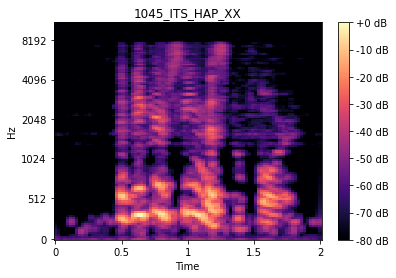 1045_ITS_HAP_XX
8192
4096
2048
1024
512
0
Hz
0
0.5
1
1.5
2
Time
+0 dB
-10 dB
-20 dB
-30 dB
-40 dB
-50 dB
-60 dB
-70 dB
-80 dB